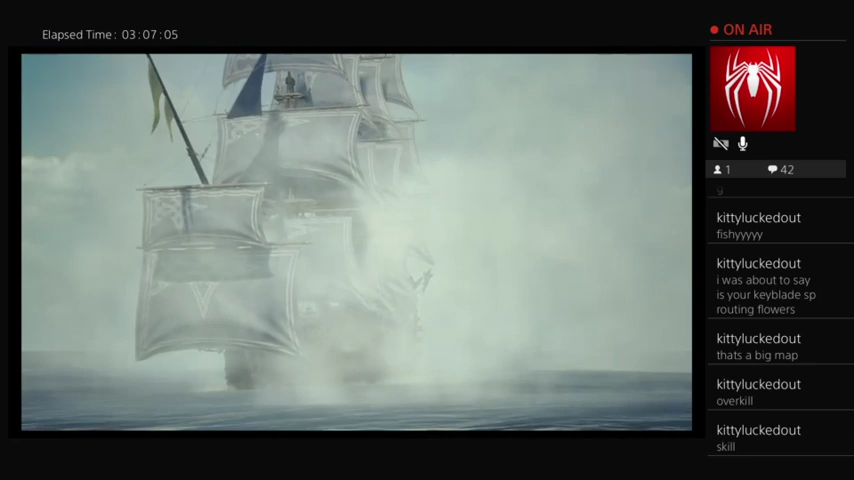 Elapsed Time: 03:07:05
ON AIR
1
42
g
kittyluckedout
fishyyyyy
kittyluckedout
i was about to say
is your keyblade sp
routing flowers
kittyluckedout
thats a big map
kittyluckedout
overkill
kittyluckedout
skill